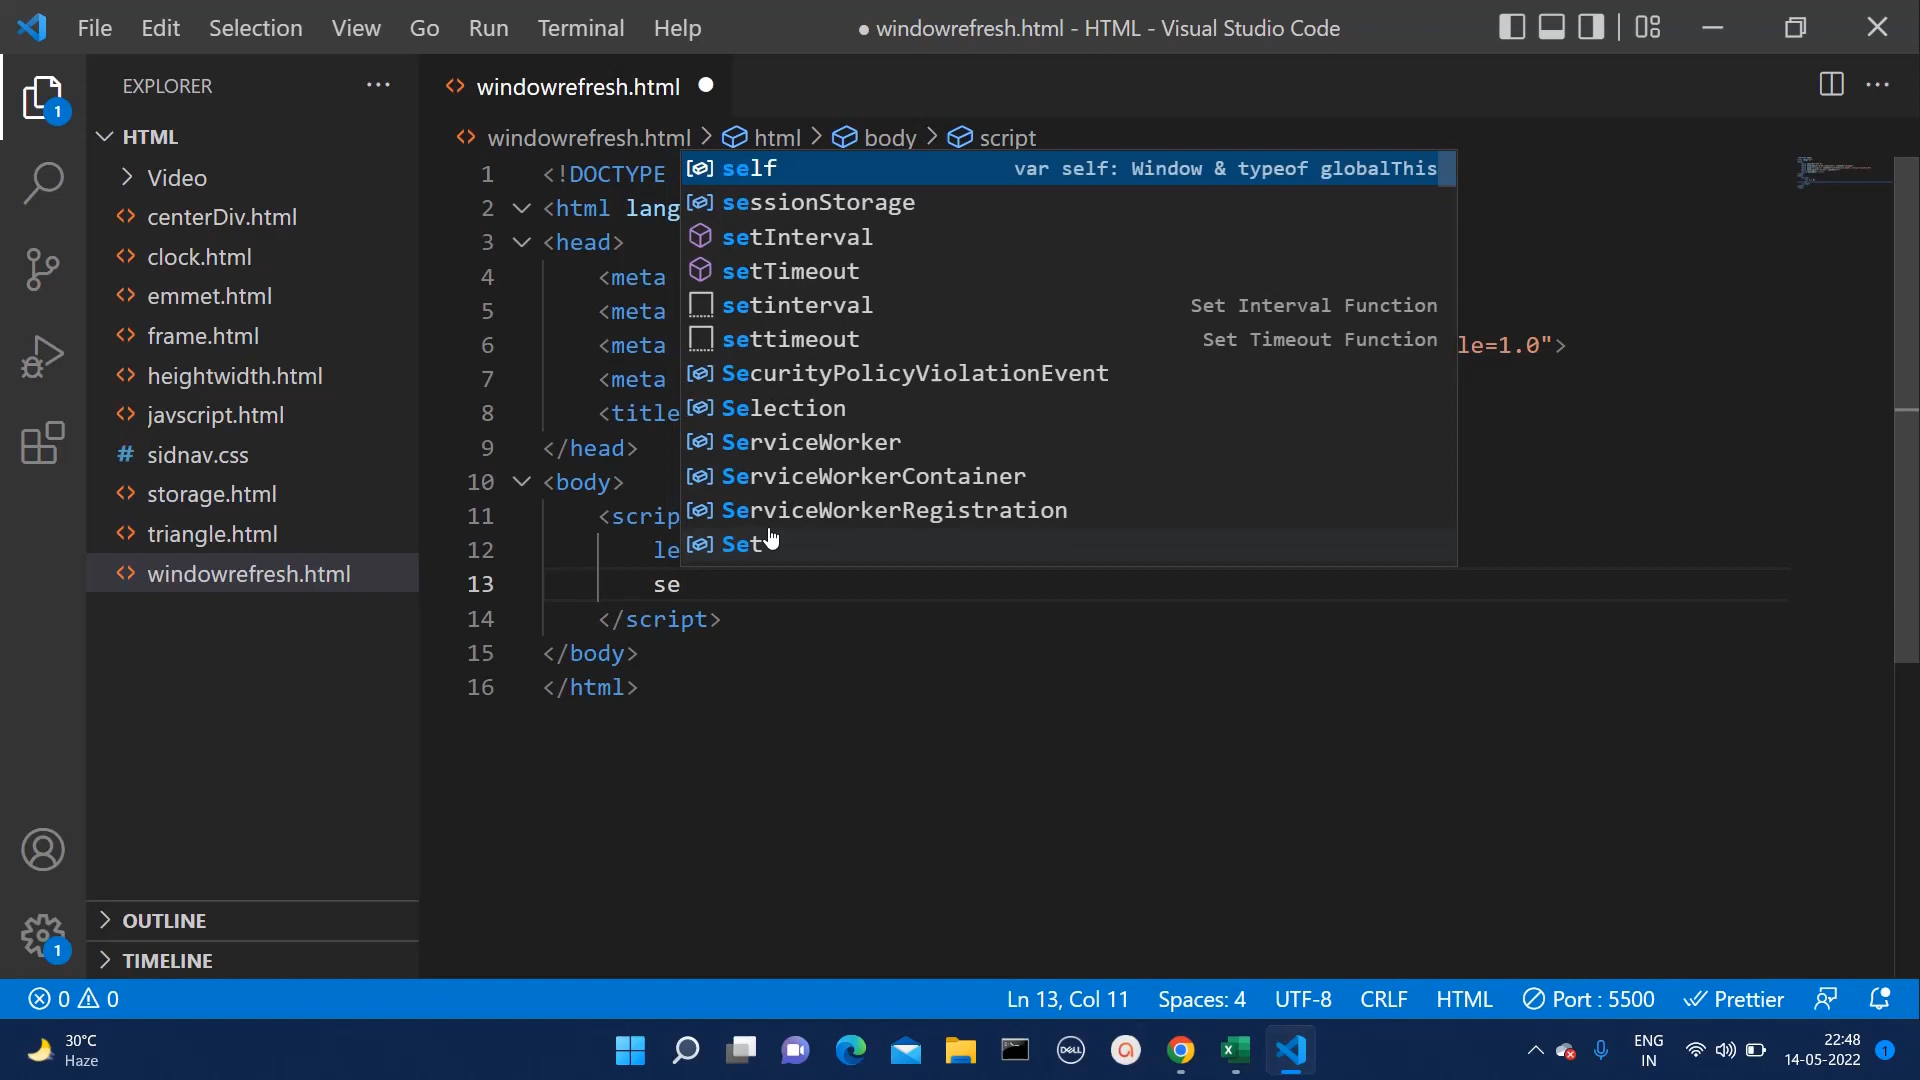 File Edit Selection View Go Run Terminal Help ● windowrefresh.html - HTML - Visual Studio Code
EXPLORER ···
1
windowrefresh.html ●
HTML
windowrefresh.html > html > body > script
Video
centerDiv.html
clock.html
emmet.html
frame.html
heightwidth.html
javscript.html
sidnav.css
storage.html
triangle.html
windowrefresh.html
OUTLINE
TIMELINE
1
1 <!DOCTYPE
2 <html lang
3 <head>
4 <meta
5 <meta
6 <meta le=1.0">
7 <meta
8 <title
9 </head>
10 <body>
11 <scrip
12 le
13 se
14 </script>
15 </body>
16 </html>
self var self: Window & typeof globalThis
sessionStorage
setInterval
setTimeout
setinterval Set Interval Function
settimeout Set Timeout Function
SecurityPolicyViolationEvent
Selection
ServiceWorker
ServiceWorkerContainer
ServiceWorkerRegistration
Set
0 0 Ln 13, Col 11 Spaces: 4 UTF-8 CRLF HTML Port : 5500 Prettier
30°C
Haze
DELL
ENG
IN
22:48
14-05-2022
1